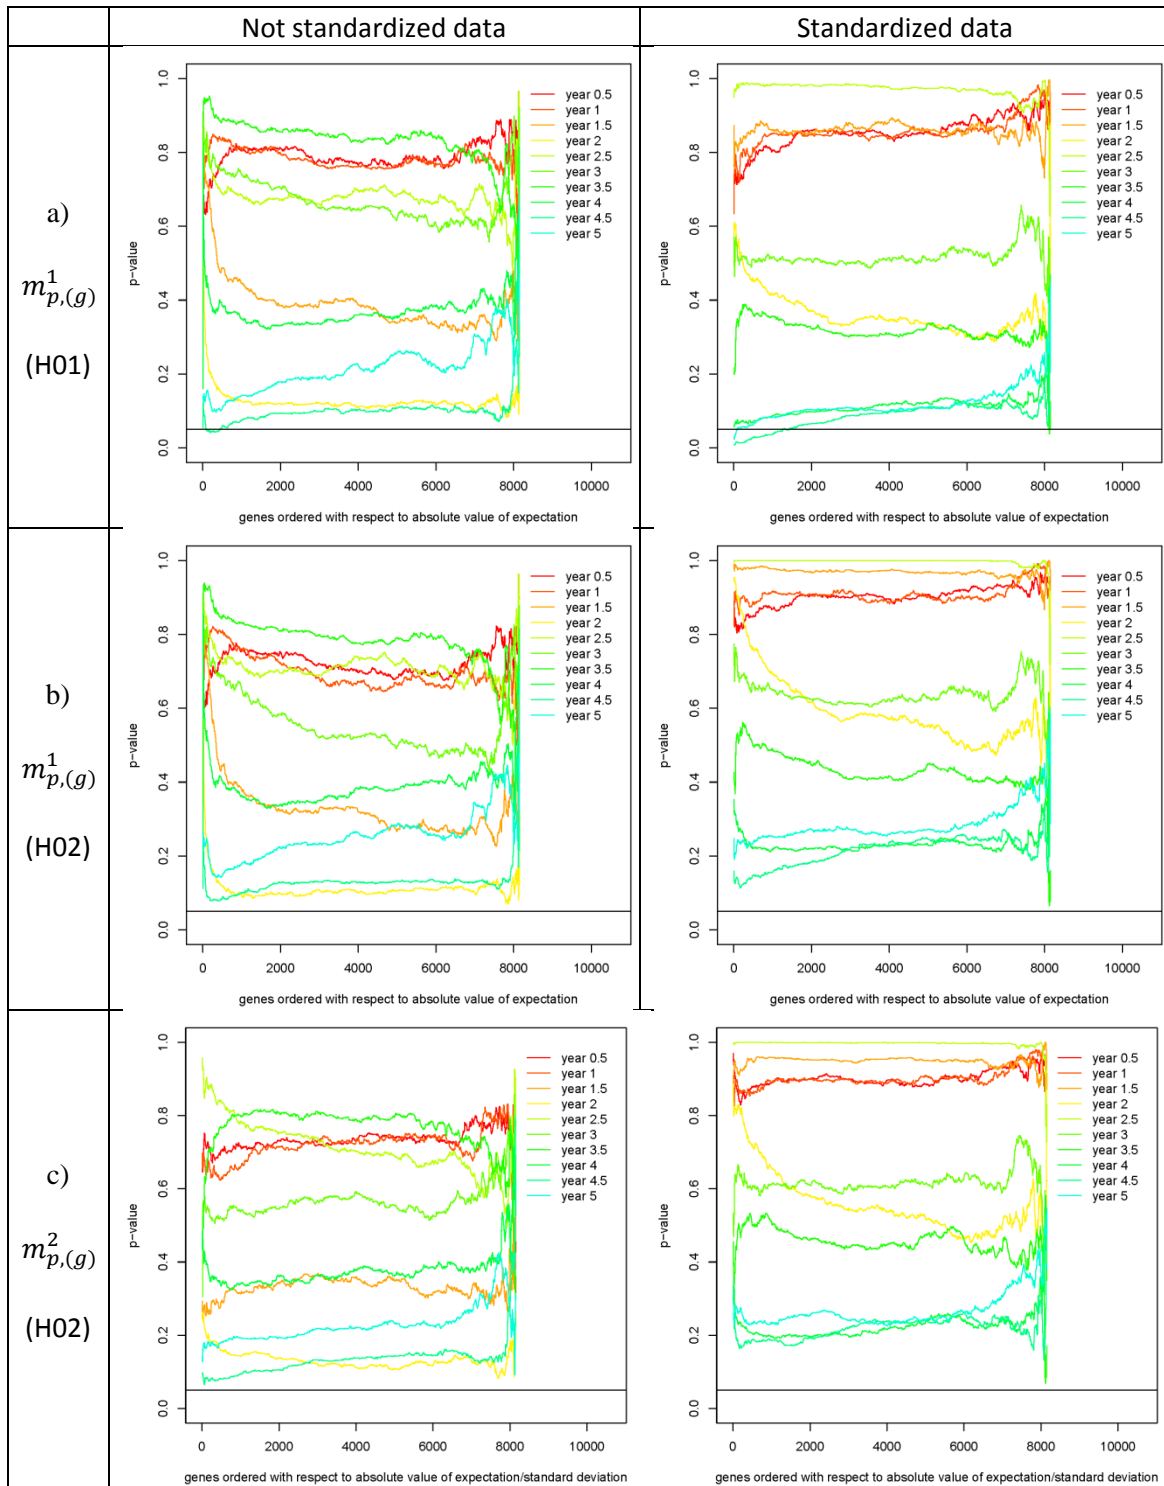 Not standardized data
Standardized data
a)
m¹p,(g)
(H01)
1.0
0.8
0.6
0.4
0.2
0.0
p-value
0 2000 4000 6000 8000 10000
genes ordered with respect to absolute value of expectation
year 0.5
year 1
year 1.5
year 2
year 2.5
year 3
year 3.5
year 4
year 4.5
year 5
1.0
0.8
0.6
0.4
0.2
0.0
p-value
0 2000 4000 6000 8000 10000
genes ordered with respect to absolute value of expectation
year 0.5
year 1
year 1.5
year 2
year 2.5
year 3
year 3.5
year 4
year 4.5
year 5
b)
m¹p,(g)
(H02)
1.0
0.8
0.6
0.4
0.2
0.0
p-value
0 2000 4000 6000 8000 10000
genes ordered with respect to absolute value of expectation
year 0.5
year 1
year 1.5
year 2
year 2.5
year 3
year 3.5
year 4
year 4.5
year 5
1.0
0.8
0.6
0.4
0.2
0.0
p-value
0 2000 4000 6000 8000 10000
genes ordered with respect to absolute value of expectation
year 0.5
year 1
year 1.5
year 2
year 2.5
year 3
year 3.5
year 4
year 4.5
year 5
c)
m²p,(g)
(H02)
1.0
0.8
0.6
0.4
0.2
0.0
p-value
0 2000 4000 6000 8000 10000
genes ordered with respect to absolute value of expectation/standard deviation
year 0.5
year 1
year 1.5
year 2
year 2.5
year 3
year 3.5
year 4
year 4.5
year 5
1.0
0.8
0.6
0.4
0.2
0.0
p-value
0 2000 4000 6000 8000 10000
genes ordered with respect to absolute value of expectation/standard deviation
year 0.5
year 1
year 1.5
year 2
year 2.5
year 3
year 3.5
year 4
year 4.5
year 5